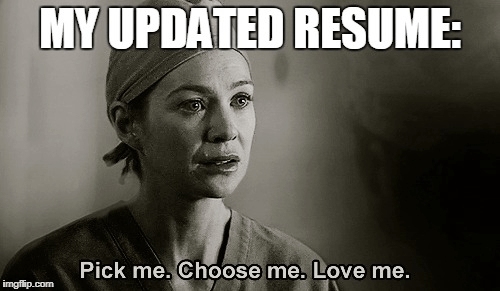 MY UPDATED RESUME:
Pick me. Choose me. Love me.
imgflip.com